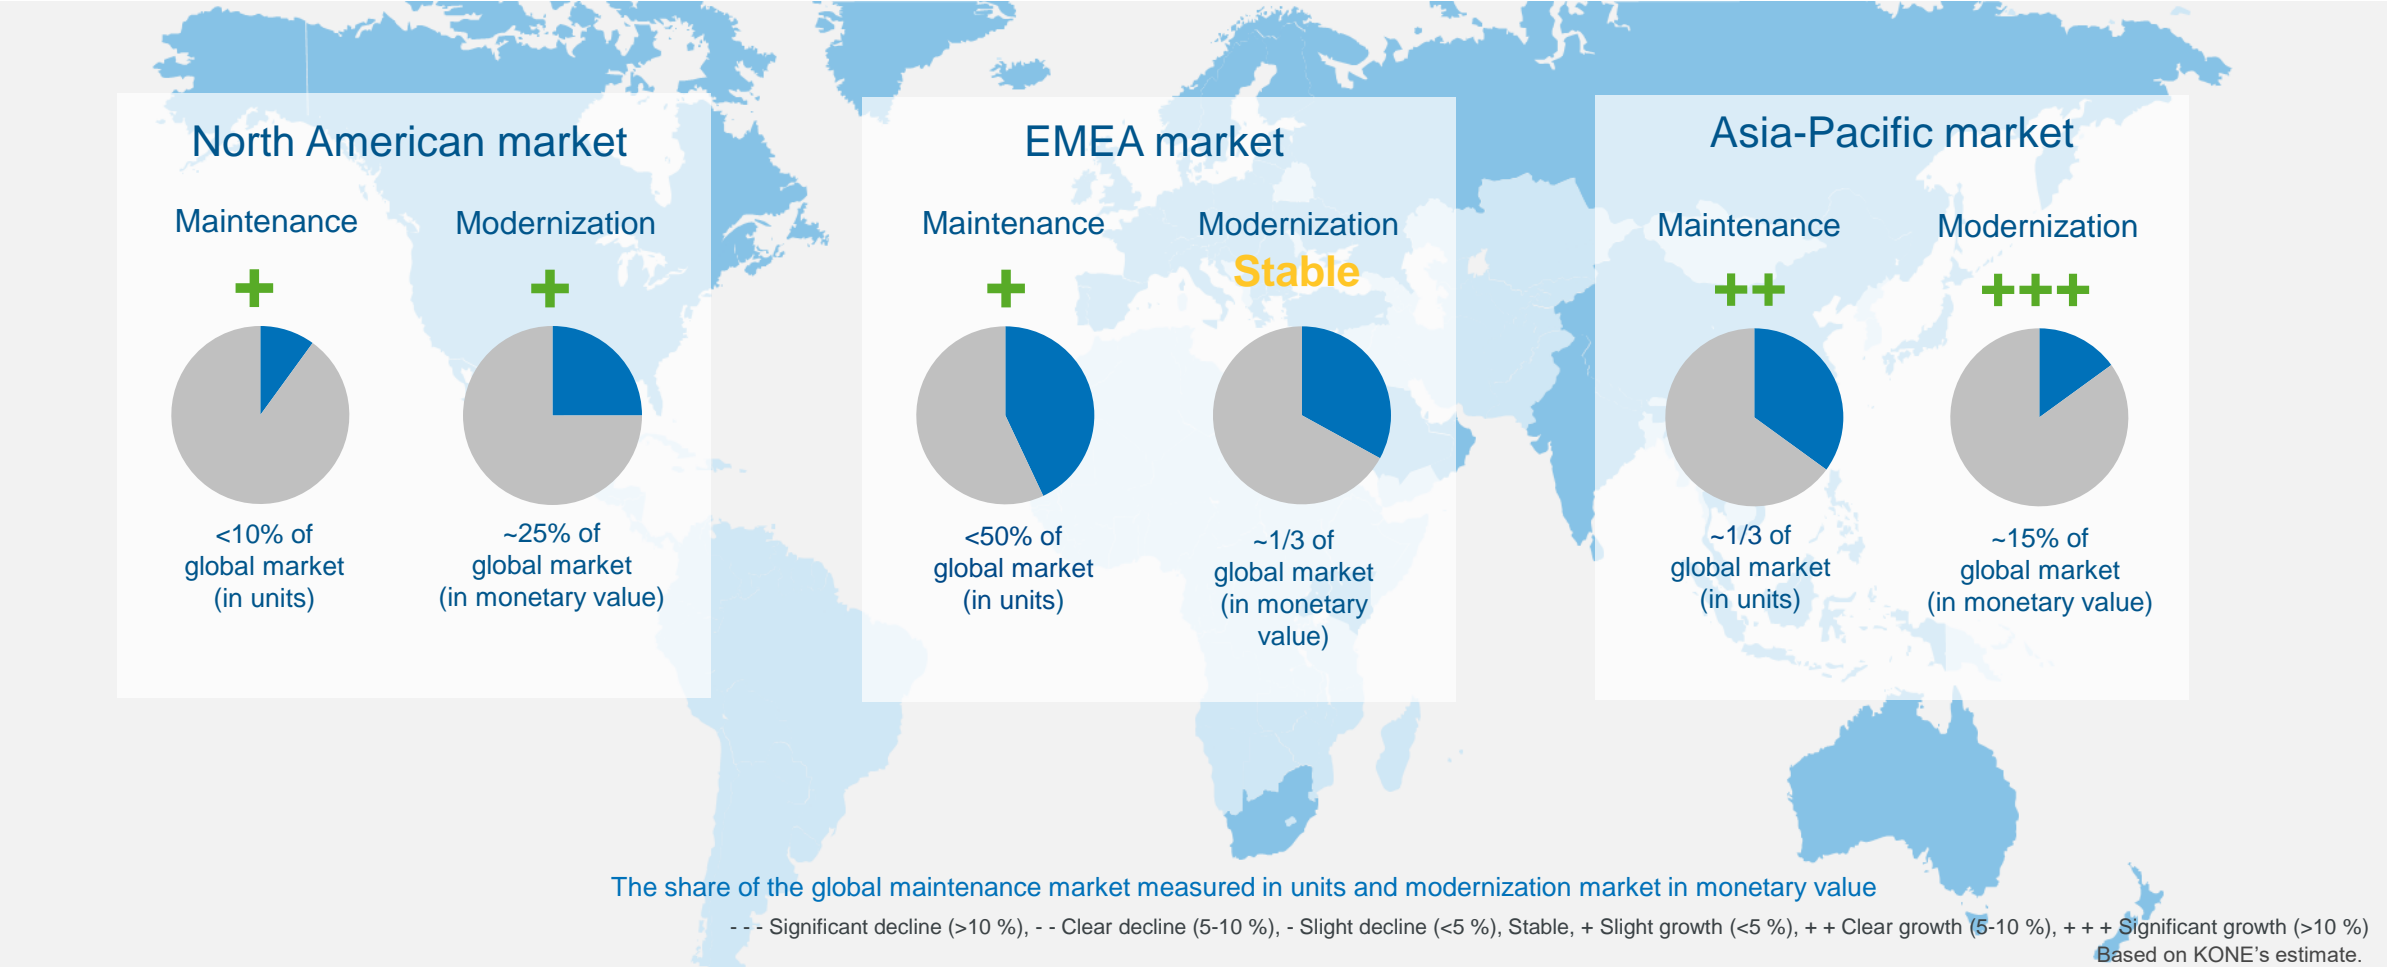 North American market
Maintenance
+
<10% of
global market
(in units)
Modernization
+
~25% of
global market
(in monetary value)
EMEA market
Maintenance
+
<50% of
global market
(in units)
Modernization
Stable
~1/3 of
global market
(in monetary
value)
Asia-Pacific market
Maintenance
++
~1/3 of
global market
(in units)
Modernization
+++
~15% of
global market
(in monetary value)
The share of the global maintenance market measured in units and modernization market in monetary value
- - - Significant decline (>10 %), - - Clear decline (5-10 %), - Slight decline (<5 %), Stable, + Slight growth (<5 %), + + Clear growth (5-10 %), + + + Significant growth (>10 %)
Based on KONE’s estimate.